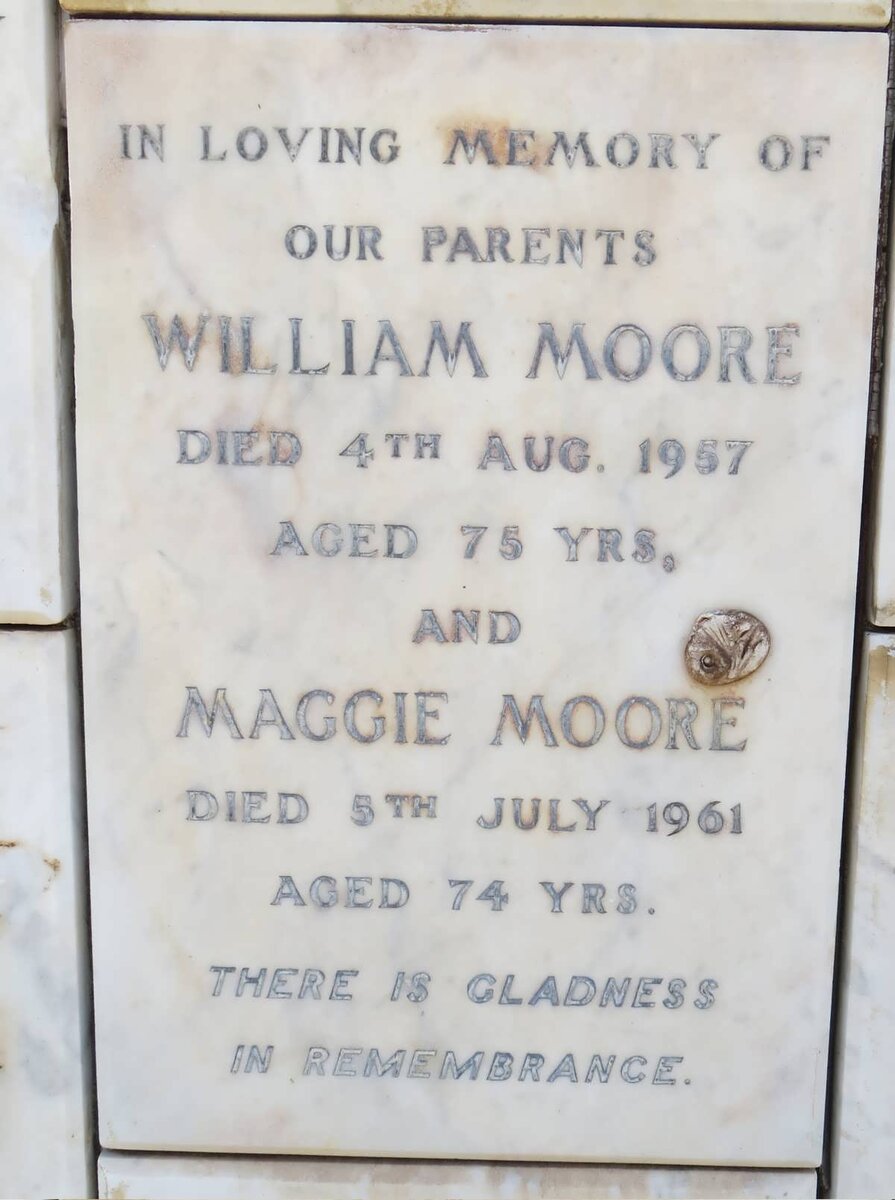 IN LOVING MEMORY OF
OUR PARENTS
WILLIAM MOORE
DIED 4TH AUG. 1957
AGED 75 YRS,
AND
MAGGIE MOORE
DIED 5TH JULY 1961
AGED 74 YRS.
THERE IS GLADNESS
IN REMEMBRANCE.